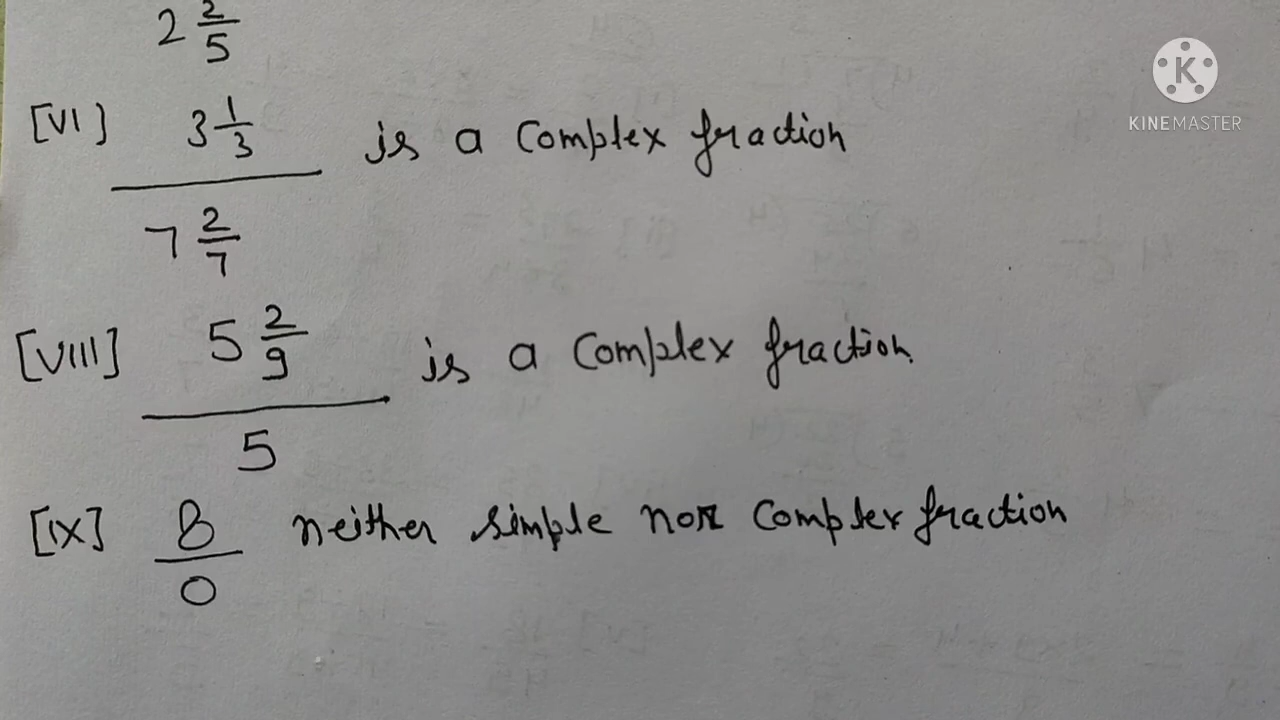 2 2/5
[VI] 3 1/3 is a complex fraction
7 2/7
[VIII] 5 2/9 is a complex fraction.
5
[IX] 8 neither simple nor complex fraction
0
K
KINEMASTER